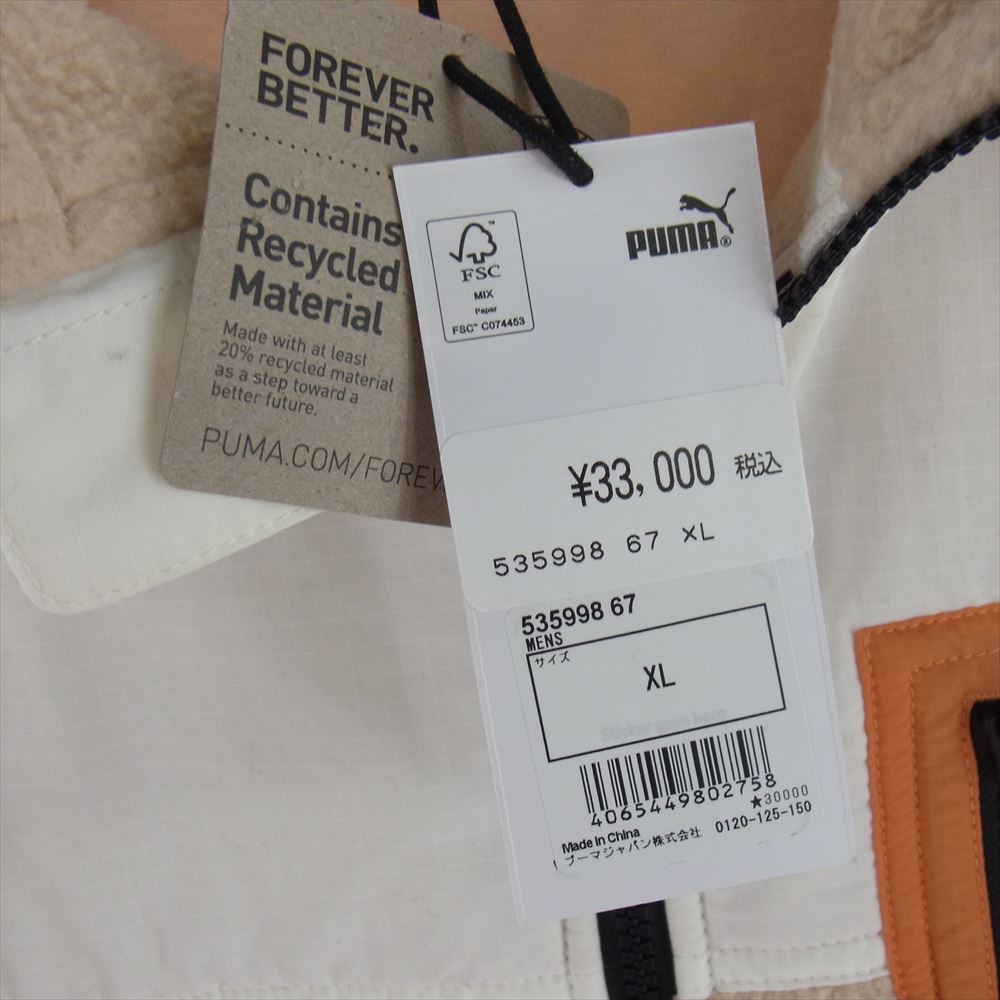 FOREVER
BETTER.
Contains
Recycled
Material
Made with at least
20% recycled material
as a step toward a
better future.
PUMA.COM/FOREV
™
FSC
MIX
Paper
FSC™ C074453
PUMA®
¥33,000 税込
535998 67 XL
535998 67
MENS
サイズ
XL
Sticker goes here
4065449802758
★30000
Made in China
プーマジャパン株式会社 0120-125-150